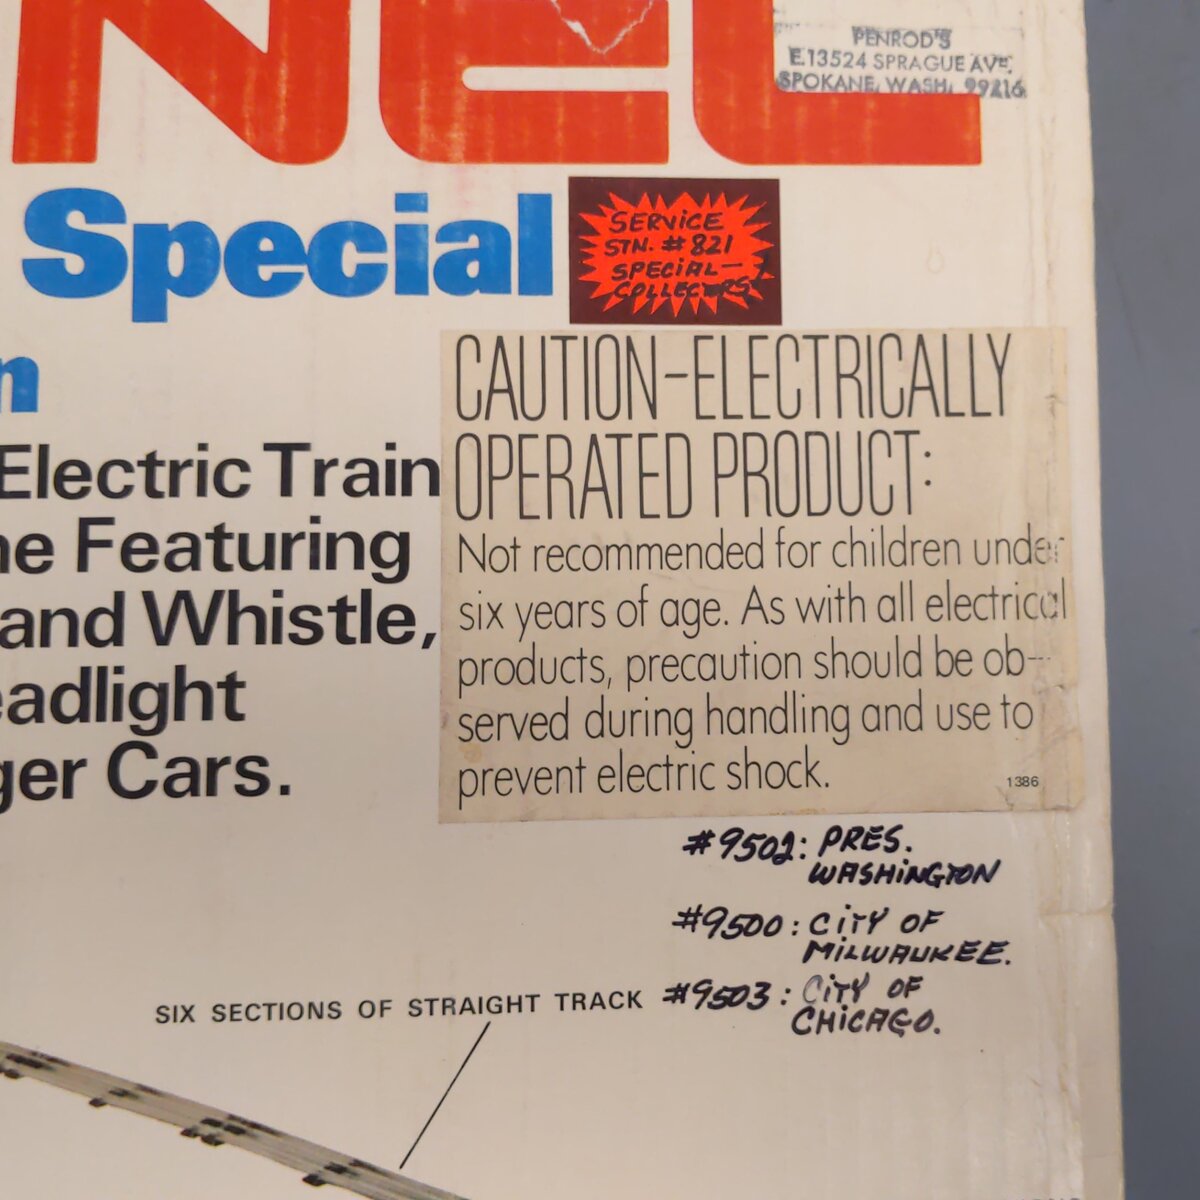 NEL
PENROD'S
E.13524 SPRAGUE AVE.
SPOKANE, WASH. 99216
Special
SERVICE
STN. #821
SPECIAL—
COLLECTORS'
n
Electric Train
ne Featuring
and Whistle,
eadlight
ger Cars.
CAUTION-ELECTRICALLY
OPERATED PRODUCT:
Not recommended for children under
six years of age. As with all electrical
products, precaution should be ob-
served during handling and use to
prevent electric shock.
1386
#9502: PRES.
WASHINGTON
#9500: CITY OF
MILWAUKEE.
SIX SECTIONS OF STRAIGHT TRACK
#9503: CITY OF
CHICAGO.